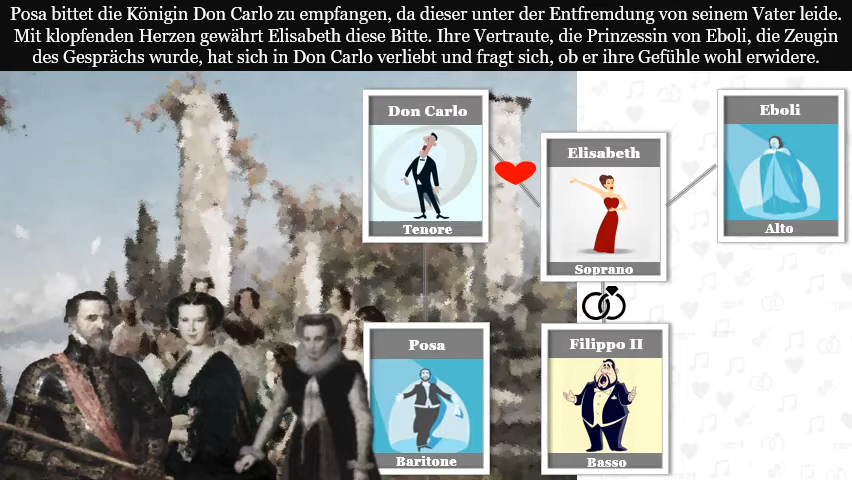 Posa bittet die Königin Don Carlo zu empfangen, da dieser unter der Entfremdung von seinem Vater leide.
Mit klopfenden Herzen gewährt Elisabeth diese Bitte. Ihre Vertraute, die Prinzessin von Eboli, die Zeugin
des Gesprächs wurde, hat sich in Don Carlo verliebt und fragt sich, ob er ihre Gefühle wohl erwidere.
Don Carlo
Tenore
Elisabeth
Soprano
Eboli
Alto
Posa
Baritone
Filippo II
Basso